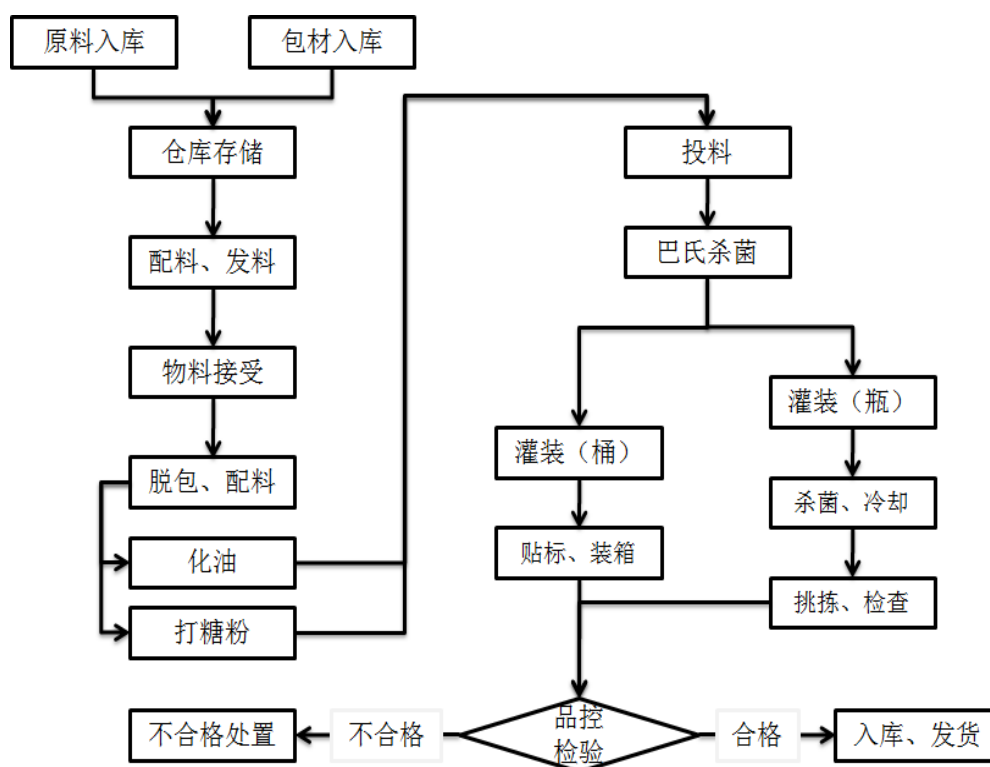 原料入库
包材入库
仓库存储
配料、发料
物料接受
脱包、配料
化油
打糖粉
投料
巴氏杀菌
灌装（桶）
贴标、装箱
灌装（瓶）
杀菌、冷却
挑拣、检查
品控
检验
不合格
不合格处置
合格
入库、发货